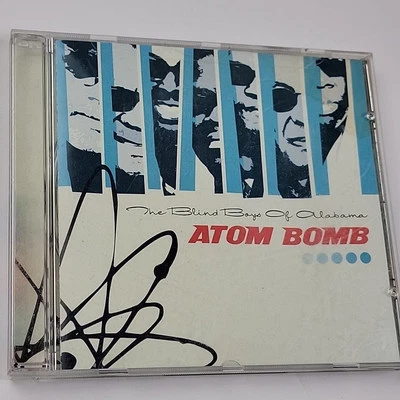 The Blind Boys Of Alabama
ATOM BOMB